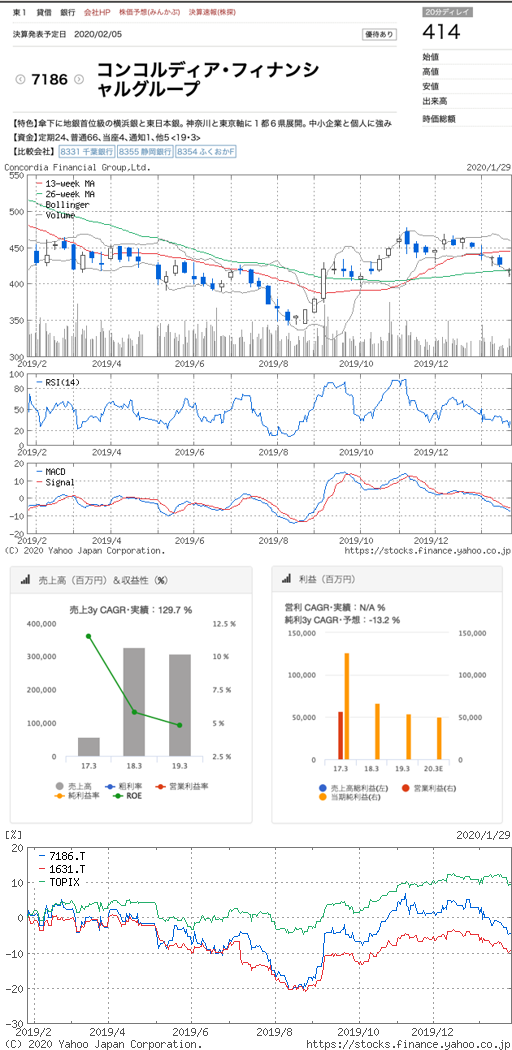 東1 貸借 銀行 会社HP 株価予想(みんかぶ) 決算速報(株探)
20分ディレイ
決算発表予定日 2020/02/05
優待あり
414
7186
コンコルディア・フィナンシ
ャルグループ
始値
高値
安値
出来高
時価総額
【特色】傘下に地銀首位級の横浜銀と東日本銀。神奈川と東京軸に１都６県展開。中小企業と個人に強み
【資金】定期24、普通66、当座4、通知1、他5 <19・3>
【比較会社】 8331 千葉銀行 8355 静岡銀行 8354 ふくおかF
Concordia Financial Group,Ltd.
2020/1/29
550
500
450
400
350
300
13-week MA
26-week MA
Bollinger
Volume
2019/2 2019/4 2019/6 2019/8 2019/10 2019/12
100
80
50
20
0
RSI(14)
2019/2 2019/4 2019/6 2019/8 2019/10 2019/12
20
10
0
-10
-20
MACD
Signal
2019/2 2019/4 2019/6 2019/8 2019/10 2019/12
(C) 2020 Yahoo Japan Corporation.
https://stocks.finance.yahoo.co.jp
売上高（百万円）＆収益性（%）
売上3y CAGR・実績：129.7 %
400,000
300,000
200,000
100,000
0
12.5 %
10 %
7.5 %
5 %
2.5 %
17.3 18.3 19.3
売上高 粗利率 営業利益率
純利益率 ROE
利益（百万円）
営利 CAGR・実績：N/A %
純利3y CAGR・予想：-13.2 %
150,000
100,000
50,000
0
150,000
100,000
50,000
0
17.3 18.3 19.3 20.3E
売上高総利益(左) 営業利益(右)
当期純利益(右)
[%]
2020/1/29
20
10
0
-10
-20
-30
7186.T
1631.T
TOPIX
2019/2 2019/4 2019/6 2019/8 2019/10 2019/12
(C) 2020 Yahoo Japan Corporation.
https://stocks.finance.yahoo.co.jp/